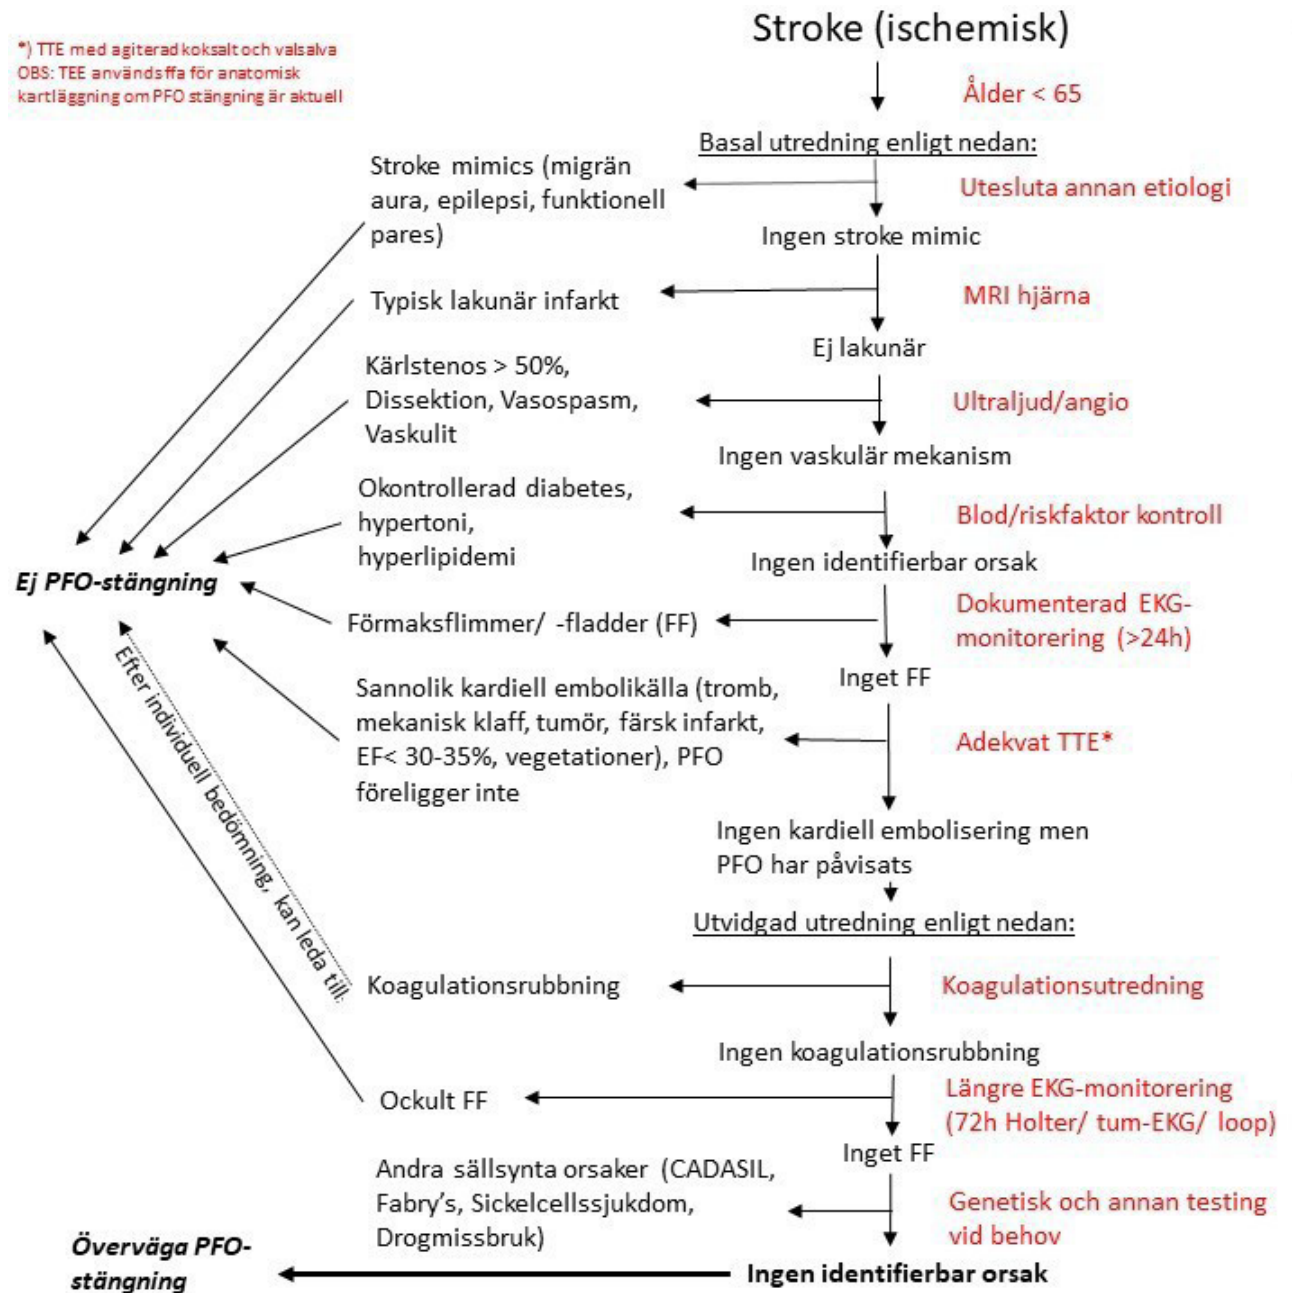 Stroke (ischemisk)
*) TTE med agiterad koksalt och valsalva
OBS: TEE används ffa för anatomisk
kartläggning om PFO stängning är aktuell
Ålder < 65
Basal utredning enligt nedan:
Stroke mimics (migrän
aura, epilepsi, funktionell
pares)
Utesluta annan etiologi
Ingen stroke mimic
Typisk lakunär infarkt
MRI hjärna
Ej lakunär
Kärlstenos > 50%,
Dissektion, Vasospasm,
Vaskulit
Ultraljud/angio
Ingen vaskulär mekanism
Okontrollerad diabetes,
hypertoni,
hyperlipidemi
Blod/riskfaktor kontroll
Ingen identifierbar orsak
Ej PFO-stängning
Förmaksflimmer/ -fladder (FF)
Dokumenterad EKG-
monitorering (>24h)
Inget FF
Sannolik kardiell embolikälla (tromb,
mekanisk klaff, tumör, färsk infarkt,
EF< 30-35%, vegetationer), PFO
föreligger inte
Adekvat TTE*
Ingen kardiell embolisering men
PFO har påvisats
Utvidgad utredning enligt nedan:
Efter individuell bedömning, kan leda till:
Koagulationsrubbning
Koagulationsutredning
Ingen koagulationsrubbning
Ockult FF
Längre EKG-monitorering
(72h Holter/ tum-EKG/ loop)
Inget FF
Andra sällsynta orsaker (CADASIL,
Fabry's, Sickelcellssjukdom,
Drogmissbruk)
Genetisk och annan testing
vid behov
Ingen identifierbar orsak
Överväga PFO-
stängning